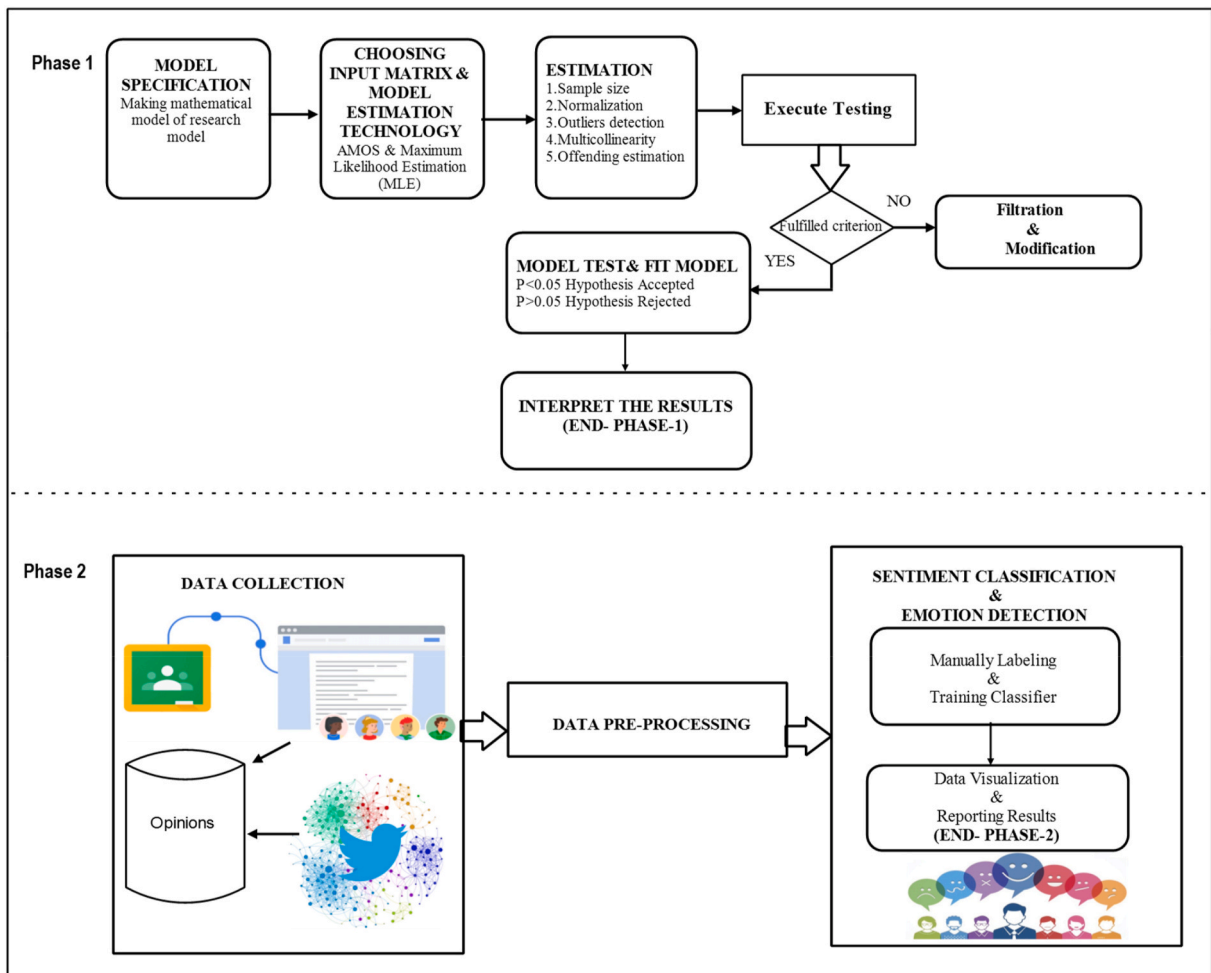 Phase 1
MODEL
SPECIFICATION
Making mathematical
model of research
model
CHOOSING
INPUT MATRIX &
MODEL
ESTIMATION
TECHNOLOGY
AMOS & Maximum
Likelihood Estimation
(MLE)
ESTIMATION
1.Sample size
2.Normalization
3.Outliers detection
4.Multicollinearity
5.Offending estimation
Execute Testing
Fulfilled criterion
NO
Filtration
&
Modification
YES
MODEL TEST& FIT MODEL
P<0.05 Hypothesis Accepted
P>0.05 Hypothesis Rejected
INTERPRET THE RESULTS
(END- PHASE-1)
Phase 2
DATA COLLECTION
Opinions
DATA PRE-PROCESSING
SENTIMENT CLASSIFICATION
&
EMOTION DETECTION
Manually Labeling
&
Training Classifier
Data Visualization
&
Reporting Results
(END- PHASE-2)